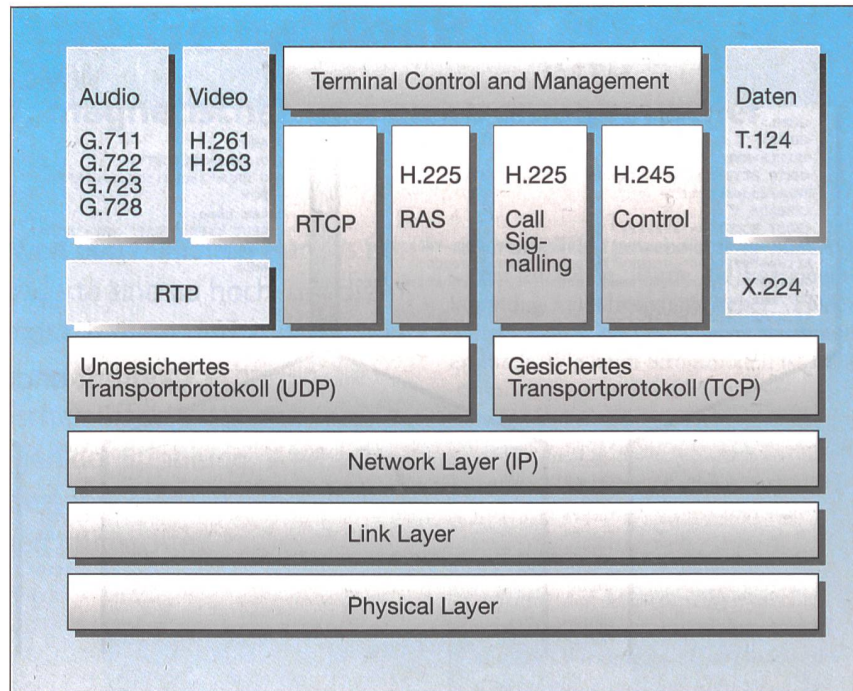 Audio
G.711
G.722
G.723
G.728
Video
H.261
H.263
Terminal Control and Management
Daten
T.124
RTP
RTCP
H.225
RAS
H.225
Call
Sig-
nalling
H.245
Control
X.224
Ungesichertes
Transportprotokoll (UDP)
Gesichertes
Transportprotokoll (TCP)
Network Layer (IP)
Link Layer
Physical Layer